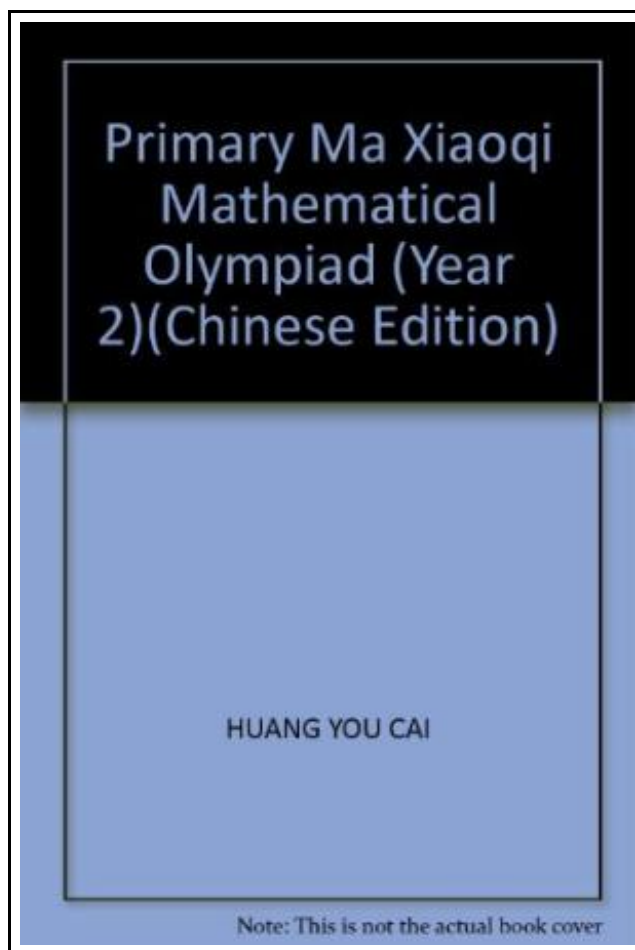 Primary Ma Xiaoqi
Mathematical
Olympiad (Year
2)(Chinese Edition)
HUANG YOU CAI
Note: This is not the actual book cover